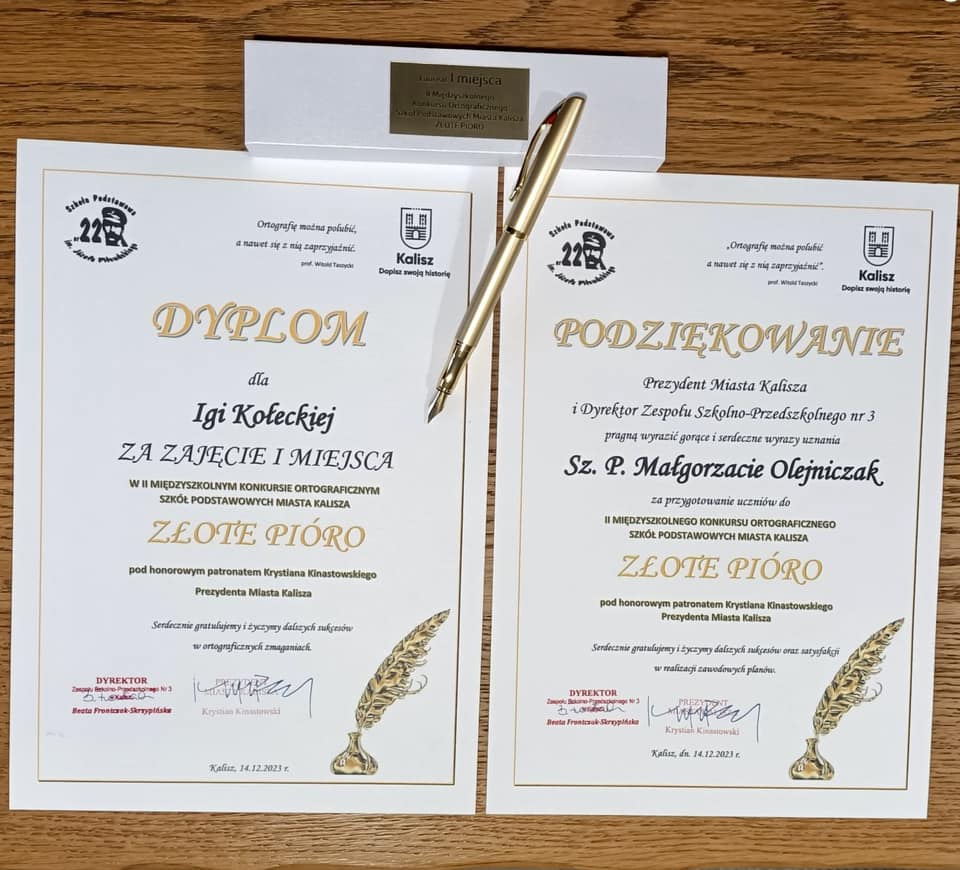 Laureat I miejsca
II Międzyszkolnego
Konkursu Ortograficznego
Szkół Podstawowych Miasta Kalisza
ZŁOTE PIÓRO
Szkoła Podstawowa
nr 22
im. Józefa Piłsudskiego
Ortografię można polubić,
a nawet się z nią zaprzyjaźnić.
prof. Witold Taszycki
Kalisz
Dopisz swoją historię
DYPLOM
dla
Igi Kołeckiej
ZA ZAJĘCIE I MIEJSCA
W II MIĘDZYSZKOLNYM KONKURSIE ORTOGRAFICZNYM
SZKÓŁ PODSTAWOWYCH MIASTA KALISZA
ZŁOTE PIÓRO
pod honorowym patronatem Krystiana Kinastowskiego
Prezydenta Miasta Kalisza
Serdecznie gratulujemy i życzymy dalszych sukcesów
w ortograficznych zmaganiach.
DYREKTOR
Zespołu Szkolno-Przedszkolnego Nr 3
Beata Frontczak-Skrzypińska
PREZYDENT
Krystian Kinastowski
Kalisz, 14.12.2023 r.
Szkoła Podstawowa
nr 22
im. Józefa Piłsudskiego
„Ortografię można polubić
a nawet się z nią zaprzyjaźnić”.
prof. Witold Taszycki
Kalisz
Dopisz swoją historię
PODZIĘKOWANIE
Prezydent Miasta Kalisza
i Dyrektor Zespołu Szkolno-Przedszkolnego nr 3
pragną wyrazić gorące i serdeczne wyrazy uznania
Sz. P. Małgorzacie Olejniczak
za przygotowanie uczniów do
II MIĘDZYSZKOLNEGO KONKURSU ORTOGRAFICZNEGO
SZKÓŁ PODSTAWOWYCH MIASTA KALISZA
ZŁOTE PIÓRO
pod honorowym patronatem Krystiana Kinastowskiego
Prezydenta Miasta Kalisza
Serdecznie gratulujemy i życzymy dalszych sukcesów oraz satysfakcji
w realizacji zawodowych planów.
DYREKTOR
Zespołu Szkolno-Przedszkolnego Nr 3
Beata Frontczak-Skrzypińska
PREZYDENT
Krystian Kinastowski
Kalisz, dn. 14.12.2023 r.